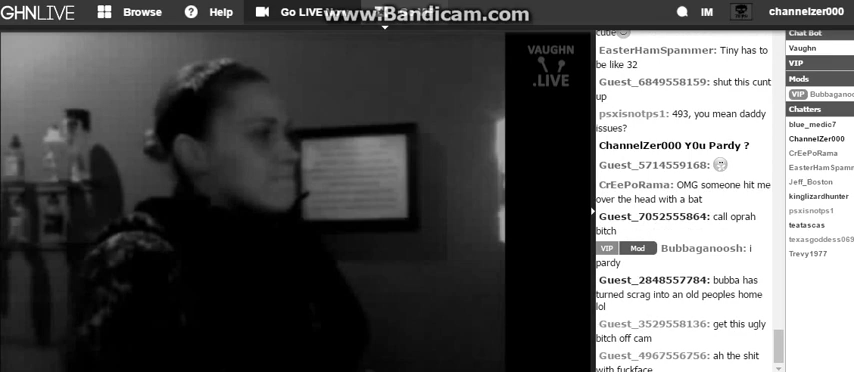 GHNLIVE
Browse
Help
Go LIVE
www.Bandicam.com
IM
channelzer000
VAUGHN
.LIVE
cube
EasterHamSpammer: Tiny has to
be like 32
Guest_6849558159: shut this cunt
up
psxisnotps1: 493, you mean daddy
issues?
ChannelZer000 Y0u Pardy ?
Guest_5714559168:
CrEePoRama: OMG someone hit me
over the head with a bat
Guest_7052555864: call oprah
bitch
VIP Mod Bubbaganoosh: i
pardy
Guest_2848557784: bubba has
turned scrag into an old peoples home
lol
Guest_3529558136: get this ugly
bitch off cam
Guest_4967556756: ah the shit
with fuckface
Chat Bot
Vaughn
VIP
Mods
VIP Bubbaganoosh
Chatters
blue_medic7
ChannelZer000
CrEePoRama
EasterHamSpamm
Jeff_Boston
kinglizardhunter
psxisnotps1
teatascas
texasgoddess069
Trevy1977